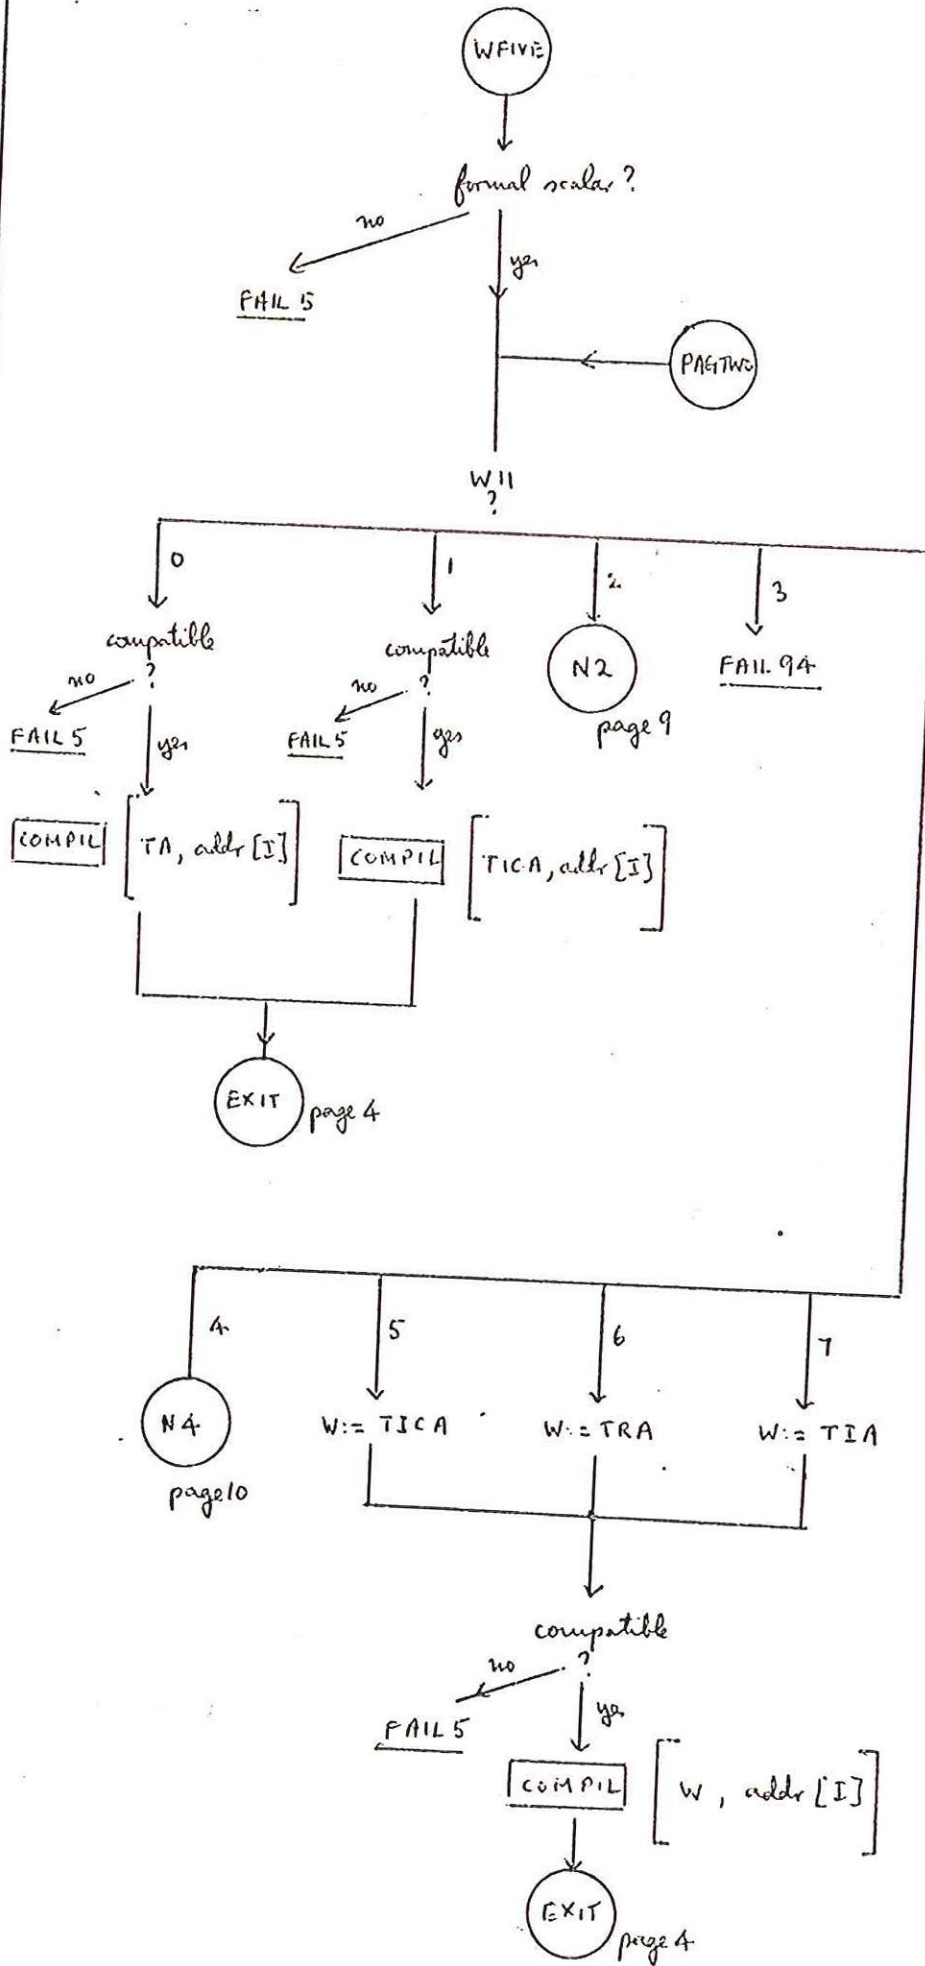 WFIVE
formal scalar ?
no
yes
FAIL 5
PAGTWO
W11
?
0
1
2
3
compatible
?
compatible
?
N2
FAIL 94
no
no
page 9
FAIL 5
yes
FAIL 5
yes
COMPIL [TA, addr [I]]
COMPIL [TICA, addr [I]]
EXIT
page 4
4
5
6
7
N4
W:= TICA
W:= TRA
W:= TIA
page 10
compatible
?
no
yes
FAIL 5
COMPIL [W, addr [I]]
EXIT
page 4